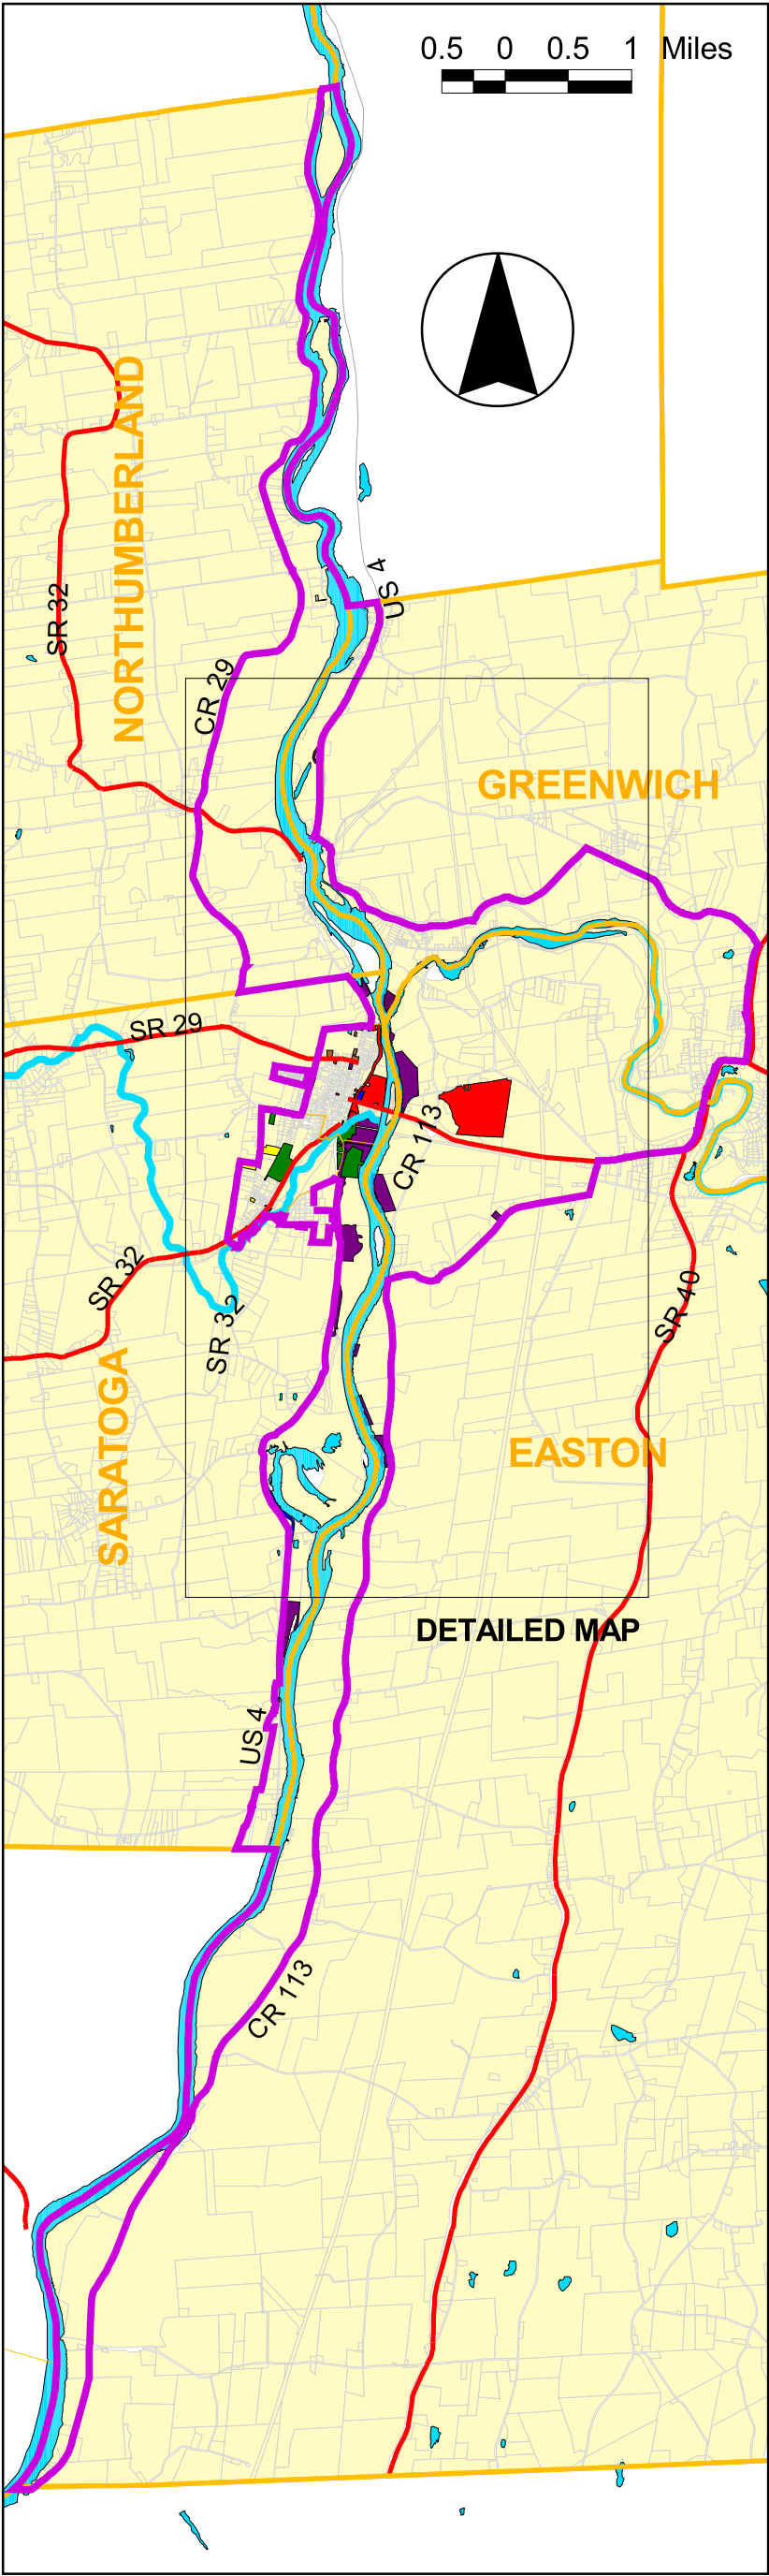 0.5 0 0.5 1 Miles
NORTHUMBERLAND
US 4
SR 32
CR 29
GREENWICH
SR 29
CR 113
SR 32
SR 32
SR 40
SARATOGA
EASTON
DETAILED MAP
US 4
CR 113